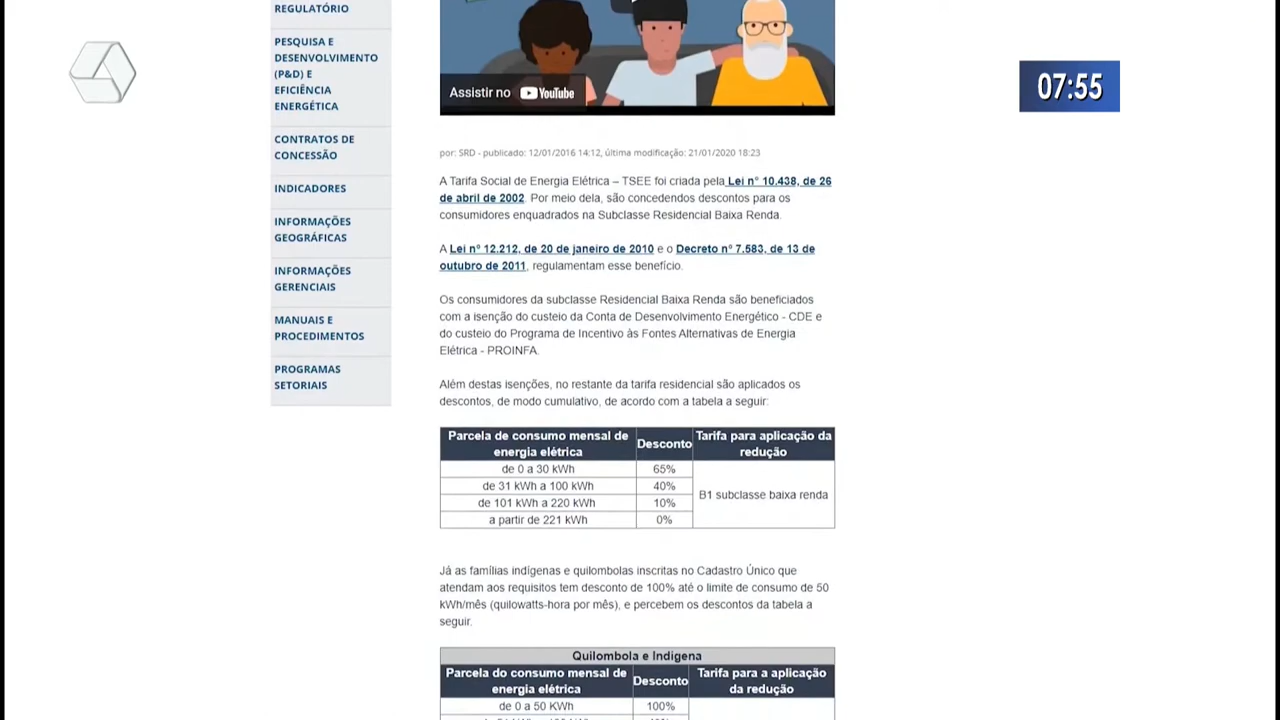 REGULATÓRIO
PESQUISA E
DESENVOLVIMENTO
(P&D) E
EFICIÊNCIA
ENERGÉTICA
CONTRATOS DE
CONCESSÃO
INDICADORES
INFORMAÇÕES
GEOGRÁFICAS
INFORMAÇÕES
GERENCIAIS
MANUAIS E
PROCEDIMENTOS
PROGRAMAS
SETORIAIS
Assistir no YouTube
07:55
por: SRD - publicado: 12/01/2016 14:12, última modificação: 21/01/2020 18:23
A Tarifa Social de Energia Elétrica – TSEE foi criada pela Lei nº 10.438, de 26
de abril de 2002. Por meio dela, são concedendos descontos para os
consumidores enquadrados na Subclasse Residencial Baixa Renda.
A Lei nº 12.212, de 20 de janeiro de 2010 e o Decreto nº 7.583, de 13 de
outubro de 2011, regulamentam esse benefício.
Os consumidores da subclasse Residencial Baixa Renda são beneficiados
com a isenção do custeio da Conta de Desenvolvimento Energético - CDE e
do custeio do Programa de Incentivo às Fontes Alternativas de Energia
Elétrica - PROINFA.
Além destas isenções, no restante da tarifa residencial são aplicados os
descontos, de modo cumulativo, de acordo com a tabela a seguir:
Parcela de consumo mensal de
energia elétrica
Desconto
Tarifa para aplicação da
redução
de 0 a 30 kWh 65%
de 31 kWh a 100 kWh 40%
de 101 kWh a 220 kWh 10%
a partir de 221 kWh 0%
B1 subclasse baixa renda
Já as famílias indígenas e quilombolas inscritas no Cadastro Único que
atendam aos requisitos tem desconto de 100% até o limite de consumo de 50
kWh/mês (quilowatts-hora por mês), e percebem os descontos da tabela a
seguir.
Quilombola e Indigena
Parcela do consumo mensal de
energia elétrica
Desconto
Tarifa para a aplicação
da redução
de 0 a 50 KWh 100%